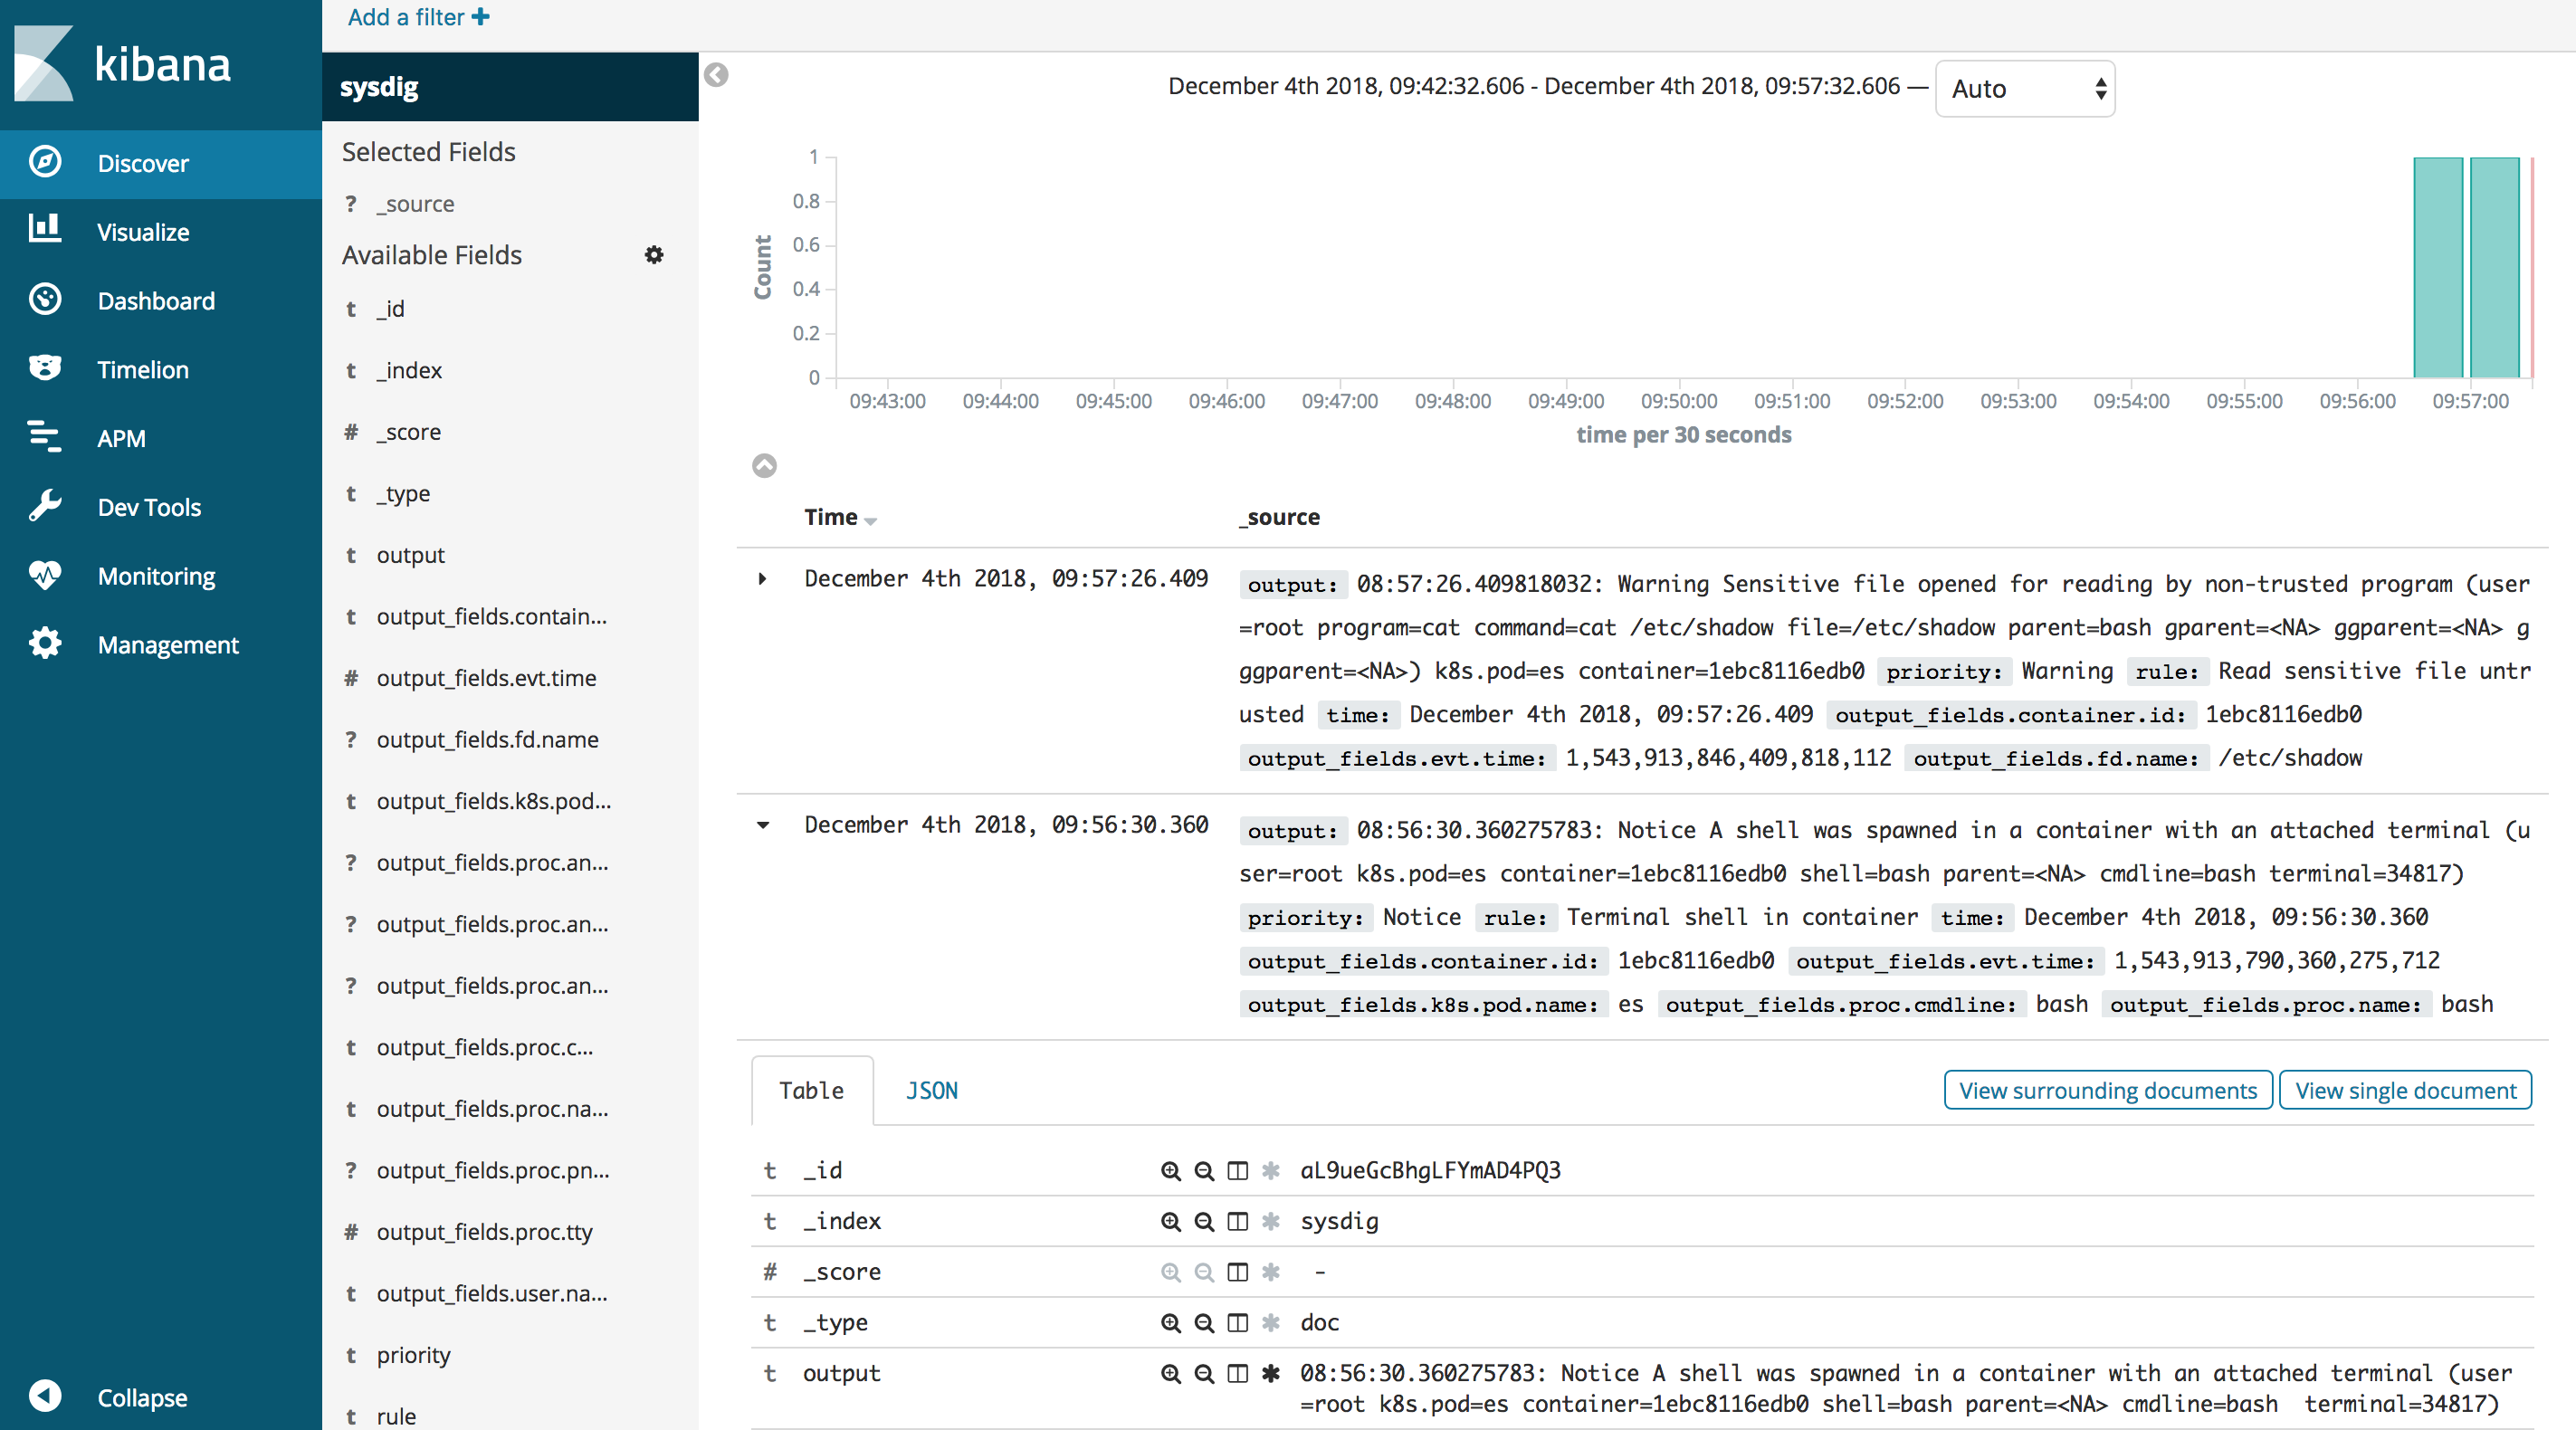 kibana
Discover
Visualize
Dashboard
Timelion
APM
Dev Tools
Monitoring
Management
Collapse
Add a filter +
sysdig
Selected Fields
? _source
Available Fields
t _id
t _index
# _score
t _type
t output
t output_fields.contain...
# output_fields.evt.time
? output_fields.fd.name
t output_fields.k8s.pod...
? output_fields.proc.an...
? output_fields.proc.an...
? output_fields.proc.an...
t output_fields.proc.c...
t output_fields.proc.na...
? output_fields.proc.pn...
# output_fields.proc.tty
t output_fields.user.na...
t priority
t rule
December 4th 2018, 09:42:32.606 - December 4th 2018, 09:57:32.606 — Auto
Count
1
0.8
0.6
0.4
0.2
0
09:43:00 09:44:00 09:45:00 09:46:00 09:47:00 09:48:00 09:49:00 09:50:00 09:51:00 09:52:00 09:53:00 09:54:00 09:55:00 09:56:00 09:57:00
time per 30 seconds
Time _source
December 4th 2018, 09:57:26.409
output: 08:57:26.409818032: Warning Sensitive file opened for reading by non-trusted program (user
=root program=cat command=cat /etc/shadow file=/etc/shadow parent=bash gparent=<NA> ggparent=<NA> g
ggparent=<NA>) k8s.pod=es container=1ebc8116edb0 priority: Warning rule: Read sensitive file untr
usted time: December 4th 2018, 09:57:26.409 output_fields.container.id: 1ebc8116edb0
output_fields.evt.time: 1,543,913,846,409,818,112 output_fields.fd.name: /etc/shadow
December 4th 2018, 09:56:30.360
output: 08:56:30.360275783: Notice A shell was spawned in a container with an attached terminal (u
ser=root k8s.pod=es container=1ebc8116edb0 shell=bash parent=<NA> cmdline=bash terminal=34817)
priority: Notice rule: Terminal shell in container time: December 4th 2018, 09:56:30.360
output_fields.container.id: 1ebc8116edb0 output_fields.evt.time: 1,543,913,790,360,275,712
output_fields.k8s.pod.name: es output_fields.proc.cmdline: bash output_fields.proc.name: bash
Table JSON View surrounding documents View single document
t _id aL9ueGcBhgLFYmAD4PQ3
t _index sysdig
# _score -
t _type doc
t output 08:56:30.360275783: Notice A shell was spawned in a container with an attached terminal (user
=root k8s.pod=es container=1ebc8116edb0 shell=bash parent=<NA> cmdline=bash terminal=34817)